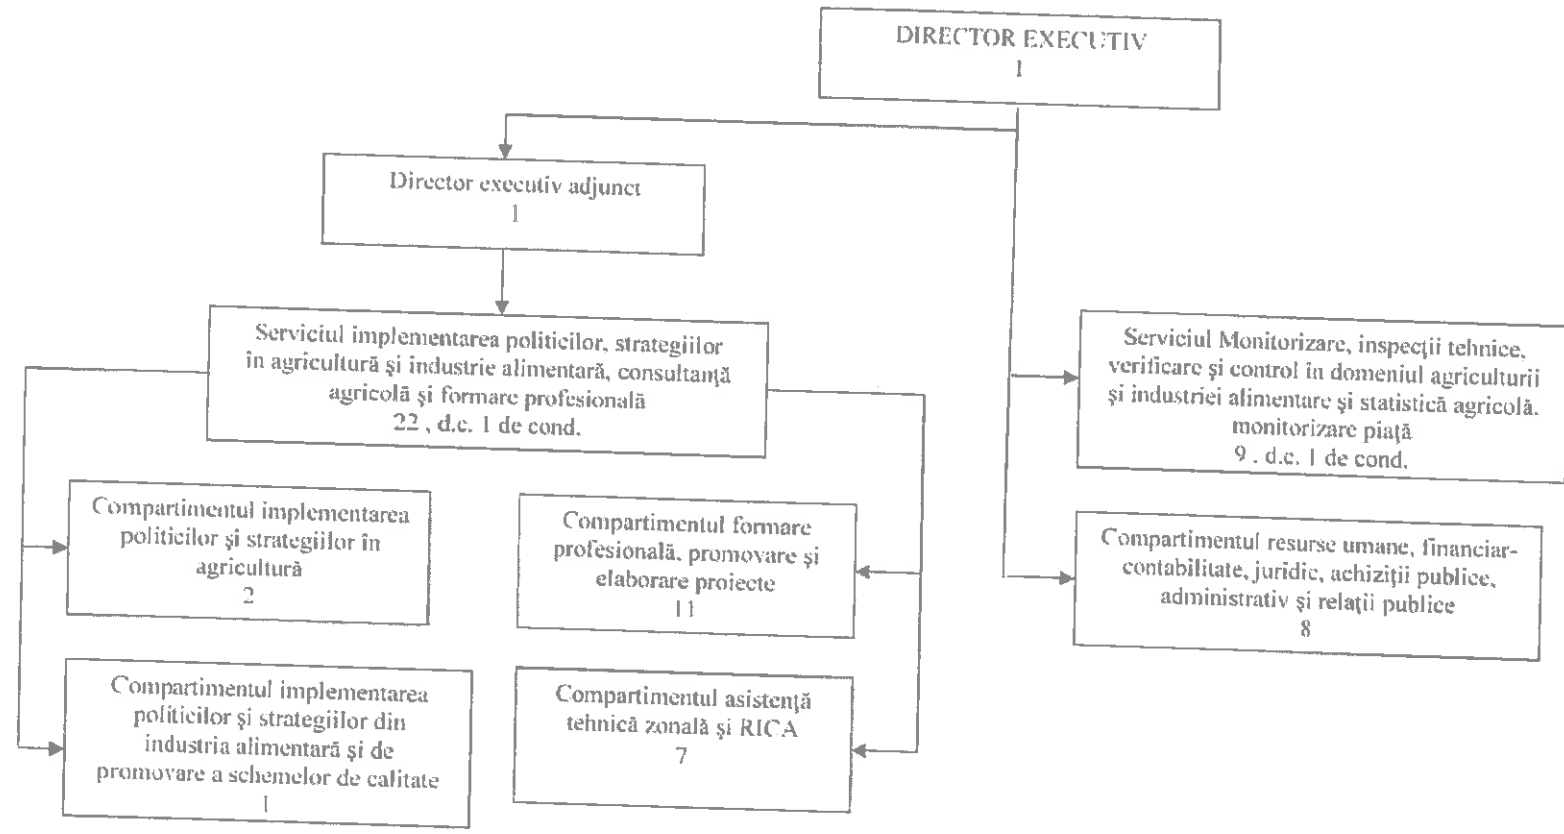 DIRECTOR EXECUTIV
1
Director executiv adjunct
1
Serviciul implementarea politicilor, strategiilor
în agricultură şi industrie alimentară, consultanţă
agricolă şi formare profesională
22 , d.c. 1 de cond.
Serviciul Monitorizare, inspecţii tehnice,
verificare şi control în domeniul agriculturii
şi industriei alimentare şi statistică agricolă,
monitorizare piaţă
9 , d.c. 1 de cond.
Compartimentul implementarea
politicilor şi strategiilor în
agricultură
2
Compartimentul formare
profesională, promovare şi
elaborare proiecte
11
Compartimentul resurse umane, financiar-
contabilitate, juridic, achiziţii publice,
administrativ şi relaţii publice
8
Compartimentul implementarea
politicilor şi strategiilor din
industria alimentară şi de
promovare a schemelor de calitate
1
Compartimentul asistenţă
tehnică zonală şi RICA
7